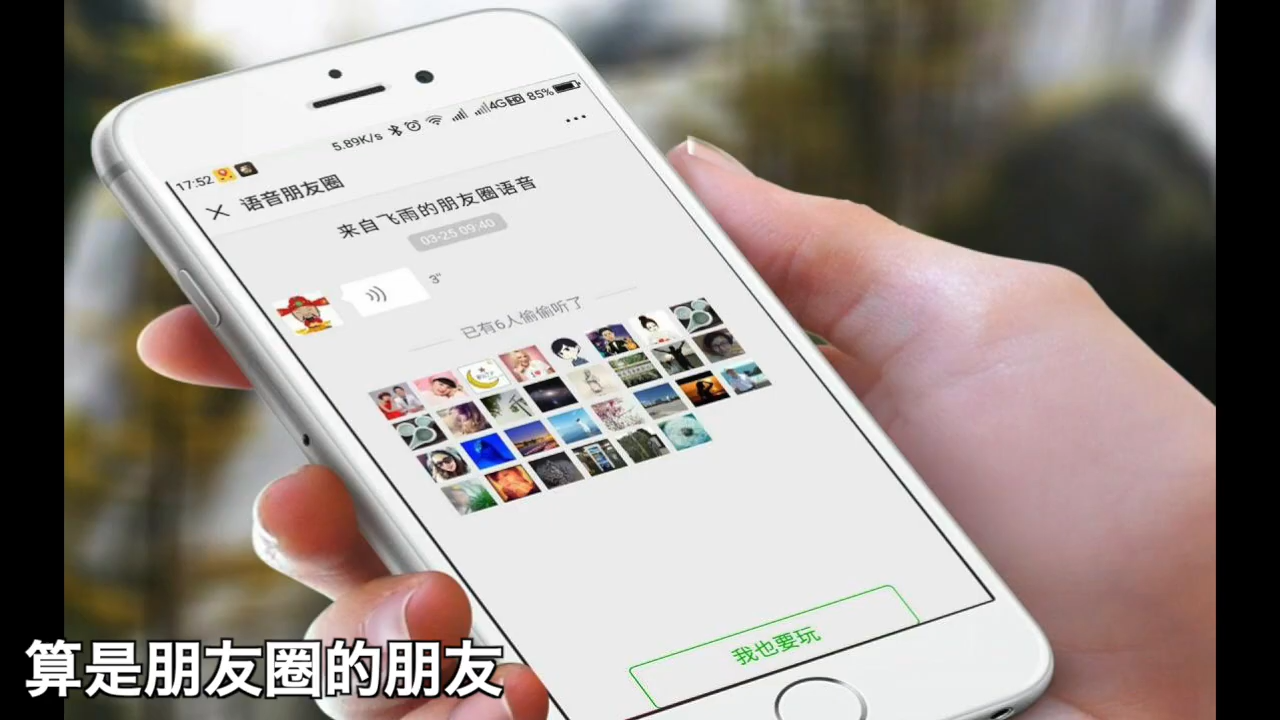 17:52
5.89K/s
4G
85%
语音朋友圈
来自飞雨的朋友圈语音
03-25 09:40
3"
已有6人偷偷听了
我也要玩
算是朋友圈的朋友